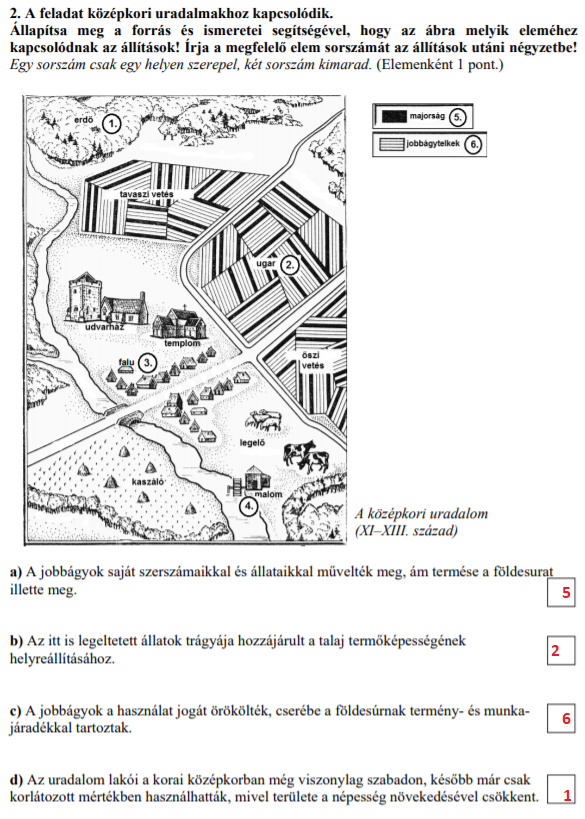 2. A feladat középkori uradalmakhoz kapcsolódik.
Állapítsa meg a forrás és ismeretei segítségével, hogy az ábra melyik eleméhez
kapcsolódnak az állítások! Írja a megfelelő elem sorszámát az állítások utáni négyzetbe!
Egy sorszám csak egy helyen szerepel, két sorszám kimarad. (Elemenként 1 pont.)
erdő 1.
majorság 5.
jobbágytelkek 6.
tavaszi vetés
ugar 2.
udvarház
templom
falu 3.
őszi
vetés
legelő
kaszáló
malom
4.
A középkori uradalom
(XI–XIII. század)
a) A jobbágyok saját szerszámaikkal és állataikkal művelték meg, ám termése a földesurat
illette meg.
5
b) Az itt is legeltetett állatok trágyája hozzájárult a talaj termőképességének
helyreállításához.
2
c) A jobbágyok a használat jogát örökölték, cserébe a földesúrnak termény- és munka-
járadékkal tartoztak.
6
d) Az uradalom lakói a korai középkorban még viszonylag szabadon, később már csak
korlátozott mértékben használhatták, mivel területe a népesség növekedésével csökkent.
1